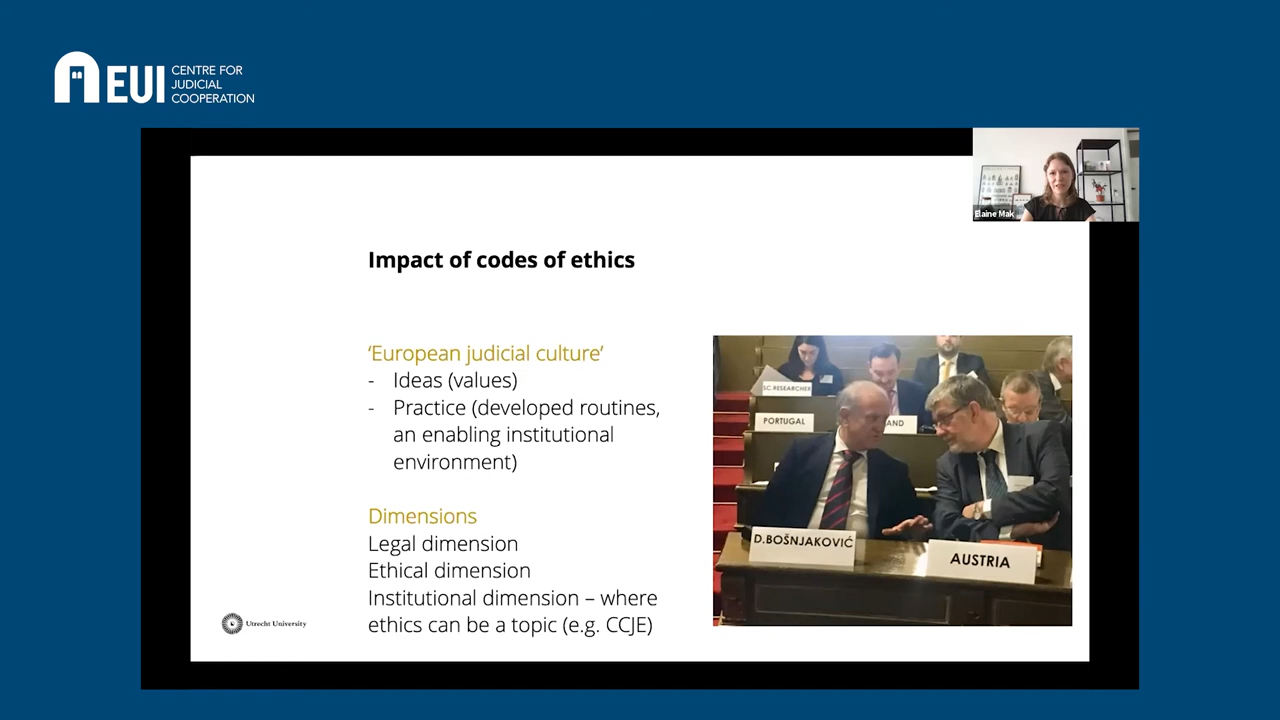 EUI
CENTRE FOR
JUDICIAL
COOPERATION
Elaine Mak
Impact of codes of ethics
‘European judicial culture’
- Ideas (values)
- Practice (developed routines,
an enabling institutional
environment)
Dimensions
Legal dimension
Ethical dimension
Institutional dimension – where
ethics can be a topic (e.g. CCJE)
SC.RESEARCHER
PORTUGAL
AND
D.BOŠNJAKOVIĆ
AUSTRIA
Utrecht University